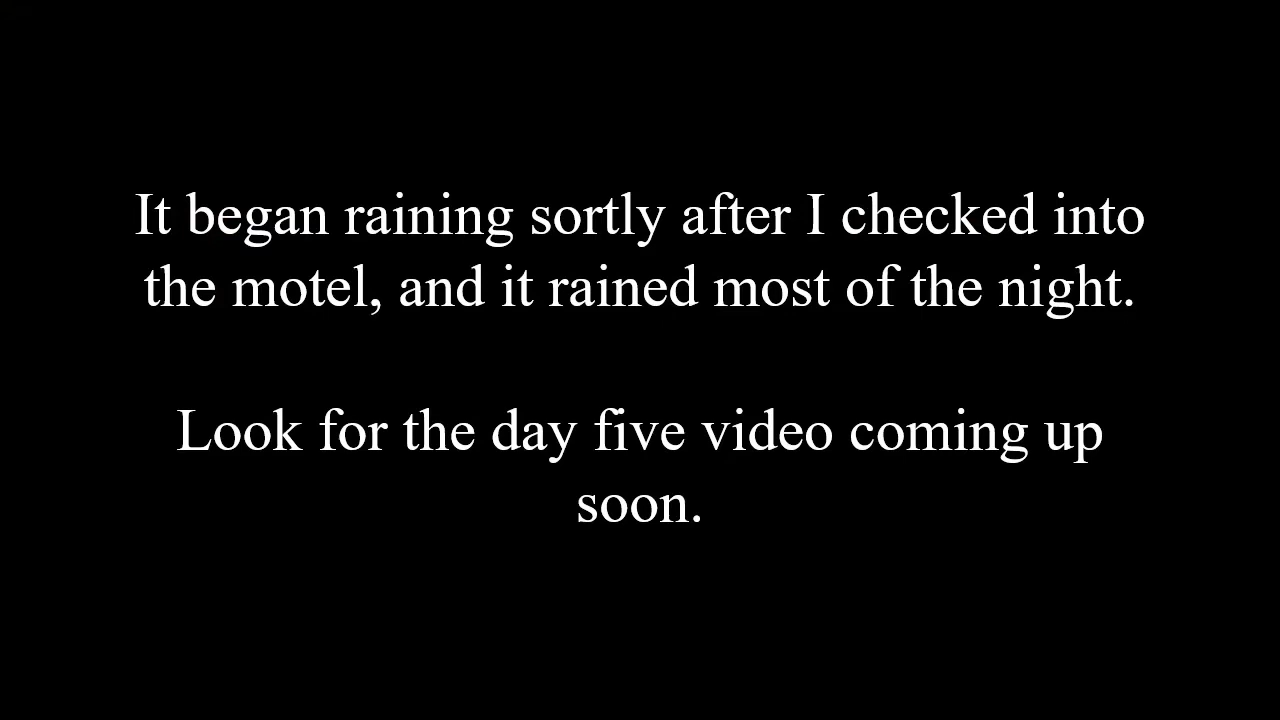 It began raining sortly after I checked into
the motel, and it rained most of the night.
Look for the day five video coming up
soon.